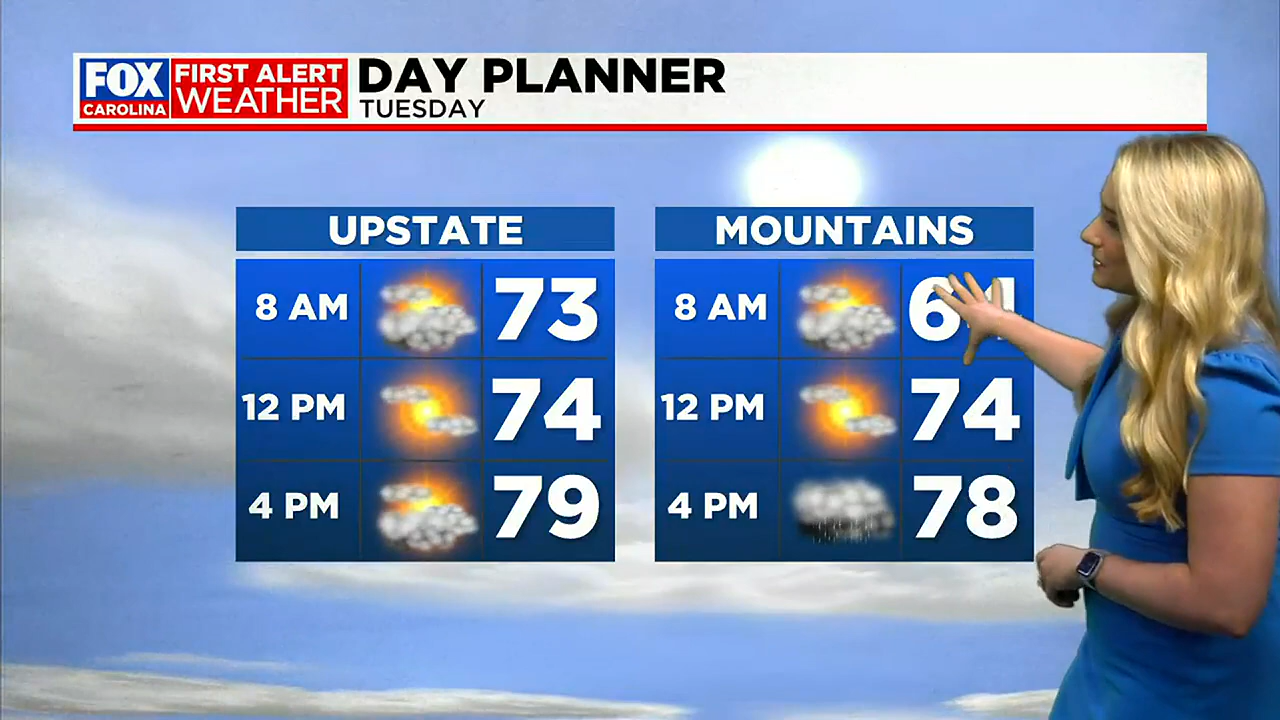 FOX
CAROLINA
FIRST ALERT
WEATHER
DAY PLANNER
TUESDAY
UPSTATE
8 AM
73
12 PM
74
4 PM
79
MOUNTAINS
8 AM
12 PM
74
4 PM
78